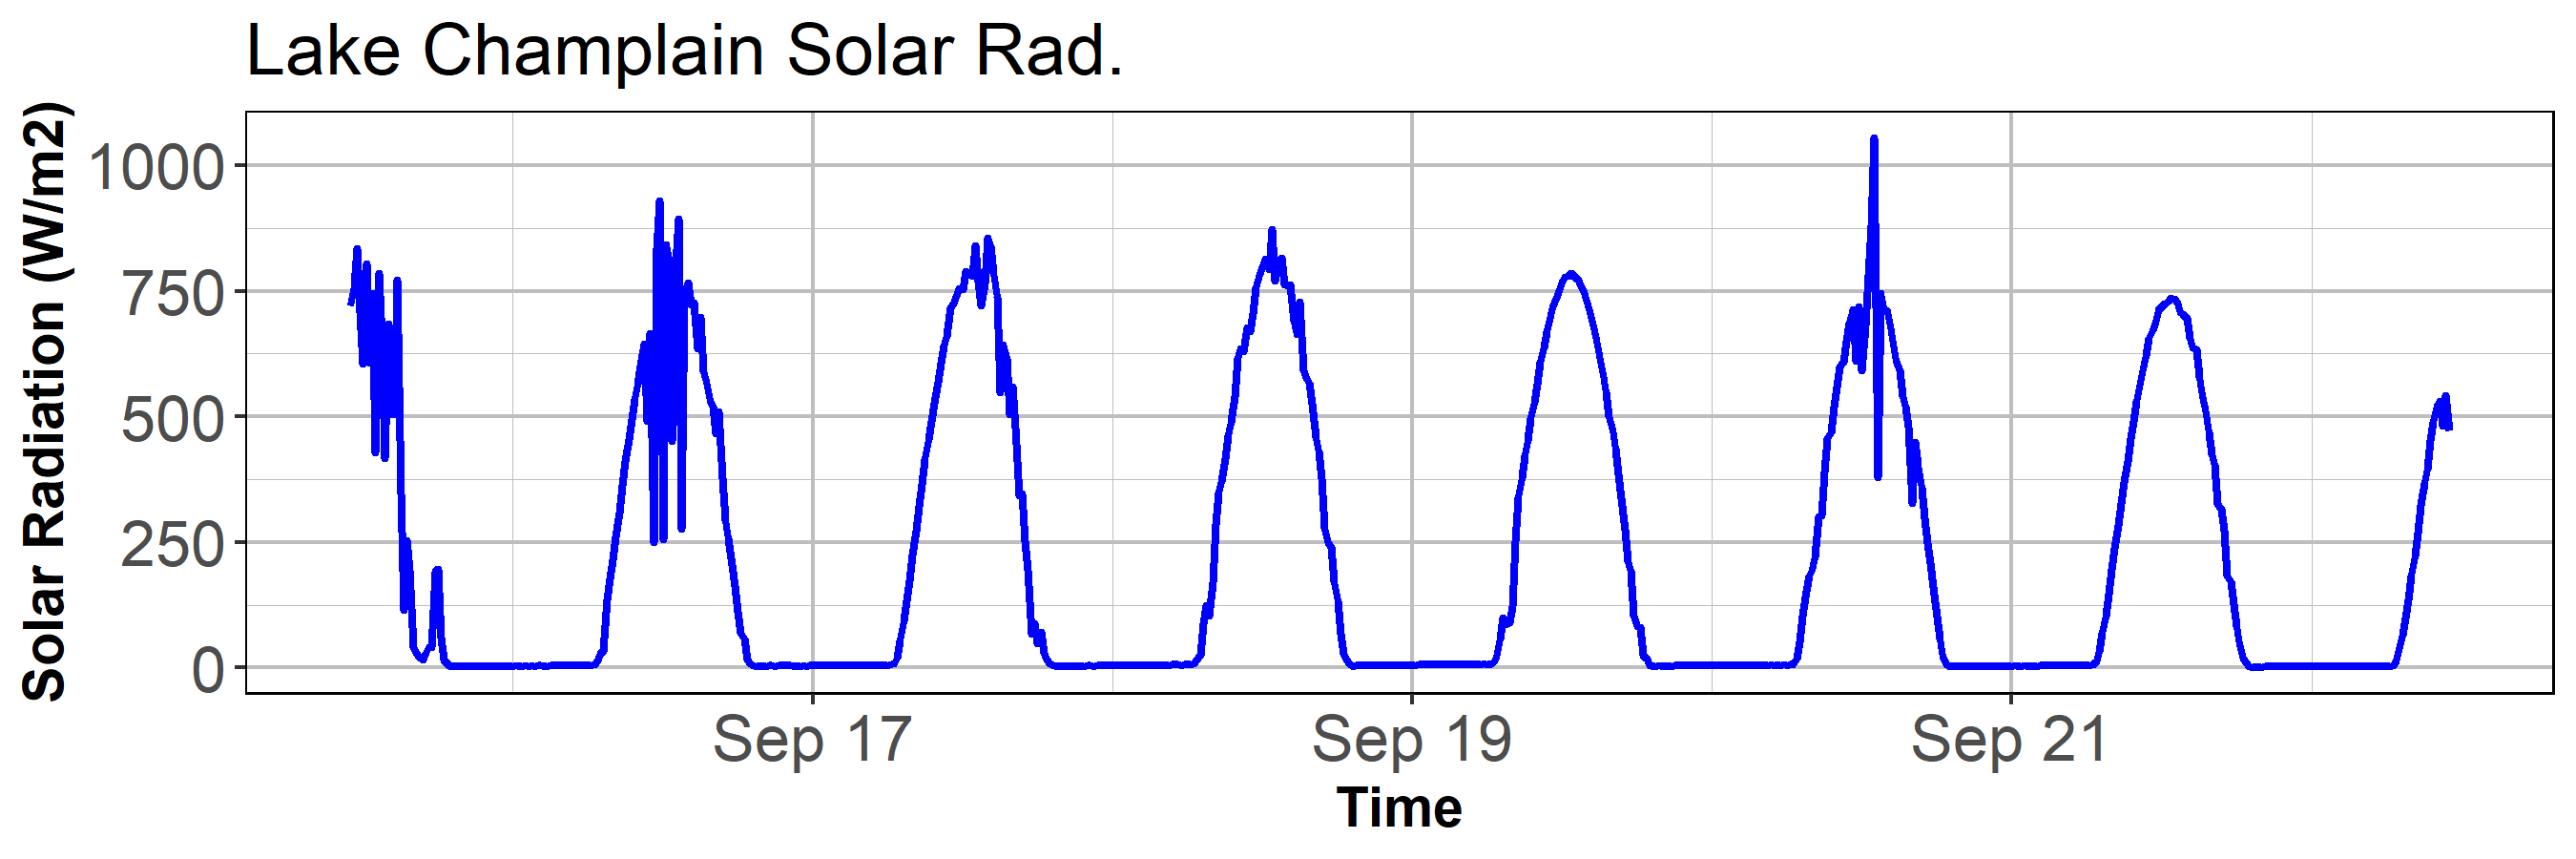 Lake Champlain Solar Rad.
Solar Radiation (W/m2)
1000
750
500
250
0
Sep 17
Sep 19
Sep 21
Time